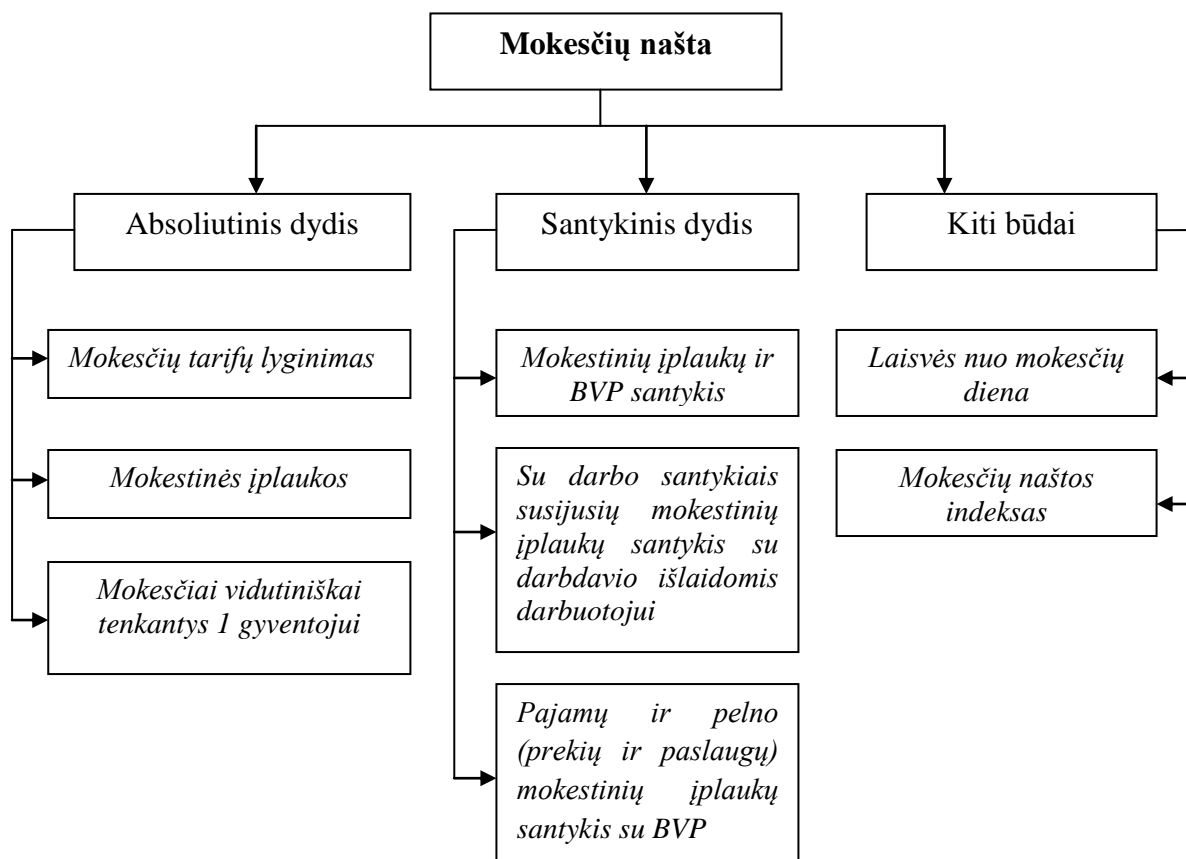 Mokesčių našta
Absoliutinis dydis
Santykinis dydis
Kiti būdai
Mokesčių tarifų lyginimas
Mokestinės įplaukos
Mokesčiai vidutiniškai
tenkantys 1 gyventojui
Mokestinių įplaukų ir
BVP santykis
Su darbo santykiais
susijusių mokestinių
įplaukų santykis su
darbdavio išlaidomis
darbuotojui
Pajamų ir pelno
(prekių ir paslaugų)
mokestinių įplaukų
santykis su BVP
Laisvės nuo mokesčių
diena
Mokesčių naštos
indeksas